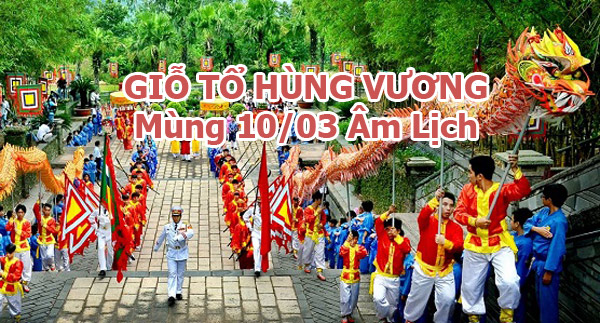 GIỖ TỔ HÙNG VƯƠNG
Mùng 10/03 Âm Lịch